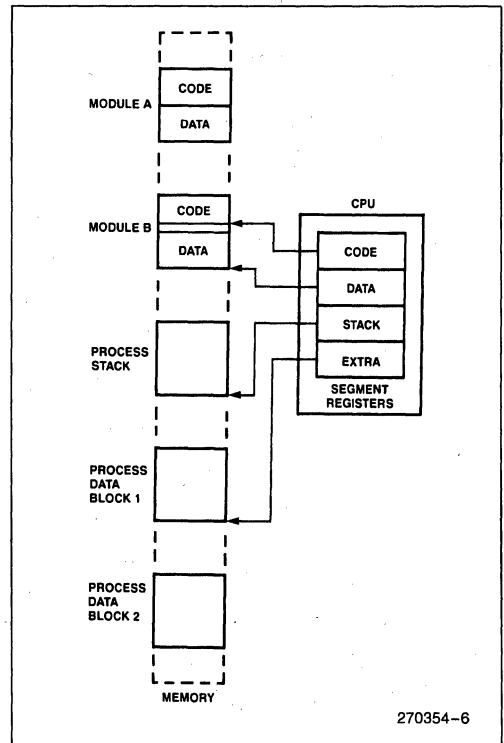 MODULE A
CODE
DATA
MODULE B
CODE
DATA
PROCESS
STACK
PROCESS
DATA
BLOCK 1
PROCESS
DATA
BLOCK 2
MEMORY
CPU
CODE
DATA
STACK
EXTRA
SEGMENT
REGISTERS
270354-6